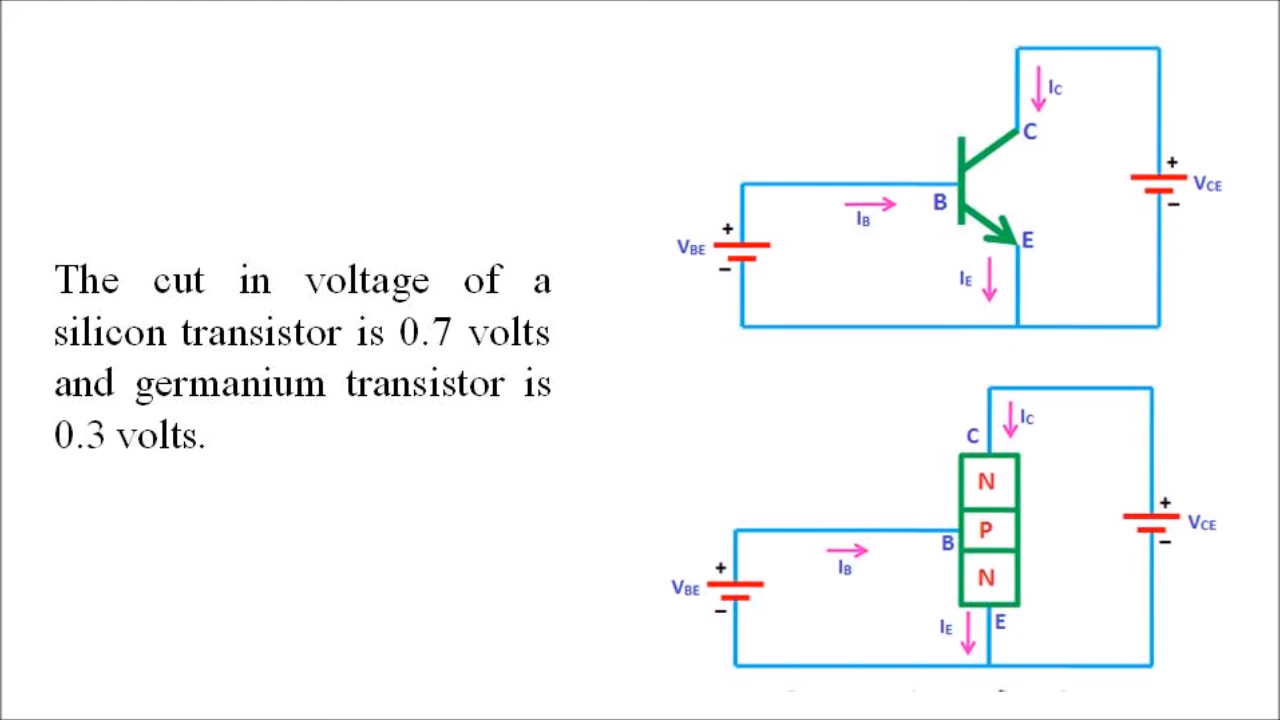 The cut in voltage of a
silicon transistor is 0.7 volts
and germanium transistor is
0.3 volts.
IC
C
+
VCE
−
B
IB
+
VBE
−
E
IE
IC
C
N
+
VCE
−
P
B
IB
N
+
VBE
−
IE
E